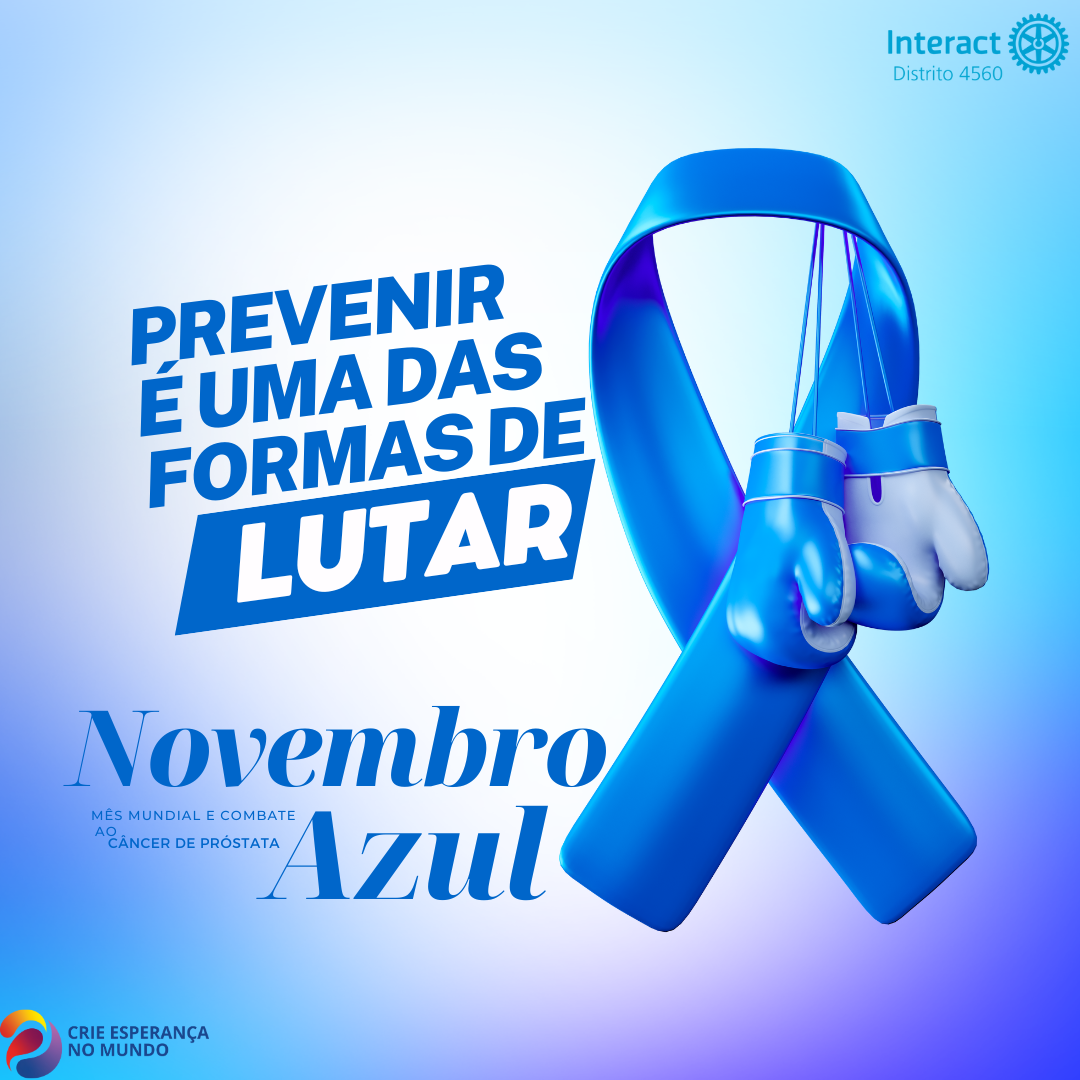 Interact
Distrito 4560
PREVENIR
É UMA DAS
FORMAS DE
LUTAR
Novembro
MÊS MUNDIAL E COMBATE
AO
CÂNCER DE PRÓSTATA
Azul
CRIE ESPERANÇA
NO MUNDO